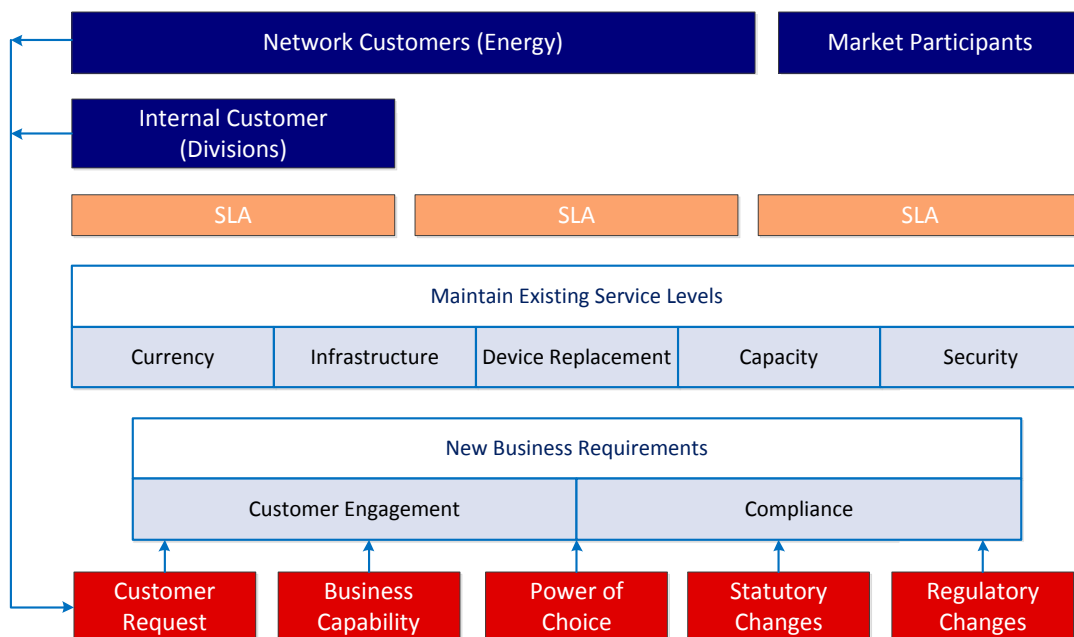 Network Customers (Energy)
Market Participants
Internal Customer
(Divisions)
SLA
SLA
SLA
Maintain Existing Service Levels
Currency
Infrastructure
Device Replacement
Capacity
Security
New Business Requirements
Customer Engagement
Compliance
Customer
Request
Business
Capability
Power of
Choice
Statutory
Changes
Regulatory
Changes